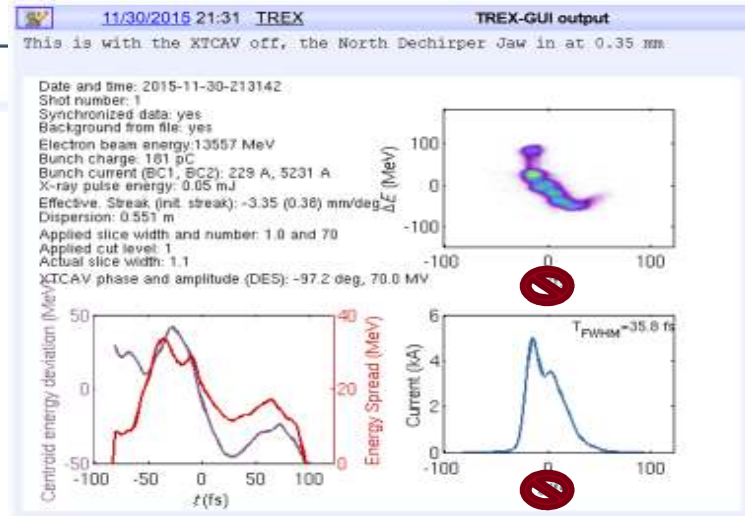 11/30/2015 21:31 TREX TREX-GUI output
This is with the XTCAV off, the North Dechirper Jaw in at 0.35 mm
Date and time: 2015-11-30-213142
Shot number: 1
Synchronized data: yes
Background from file: yes
Electron beam energy:13557 MeV
Bunch charge: 181 pC
Bunch current (BC1, BC2): 229 A, 5231 A
X-ray pulse energy: 0.05 mJ
Effective. Streak (init. streak): -3.35 (0.38) mm/deg
Dispersion: 0.551 m
Applied slice width and number: 1.0 and 70
Applied cut level: 1
Actual slice width: 1.1
XTCAV phase and amplitude (DES): -97.2 deg, 70.0 MV
ΔE (MeV)
100
0
-100
-100 0 100
Centroid energy deviation (MeV)
50
0
-50
40
20
0
Energy Spread (MeV)
-100 -50 0 50 100
t(fs)
Current (kA)
6
4
2
0
T_FWHM=35.8 fs
-100 0 100